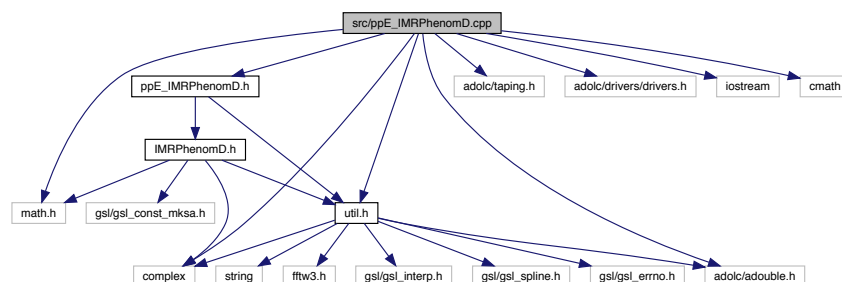 src/ppE_IMRPhenomD.cpp
ppE_IMRPhenomD.h
adolc/taping.h
adolc/drivers/drivers.h
iostream
cmath
IMRPhenomD.h
math.h
gsl/gsl_const_mksa.h
util.h
complex
string
fftw3.h
gsl/gsl_interp.h
gsl/gsl_spline.h
gsl/gsl_errno.h
adolc/adouble.h